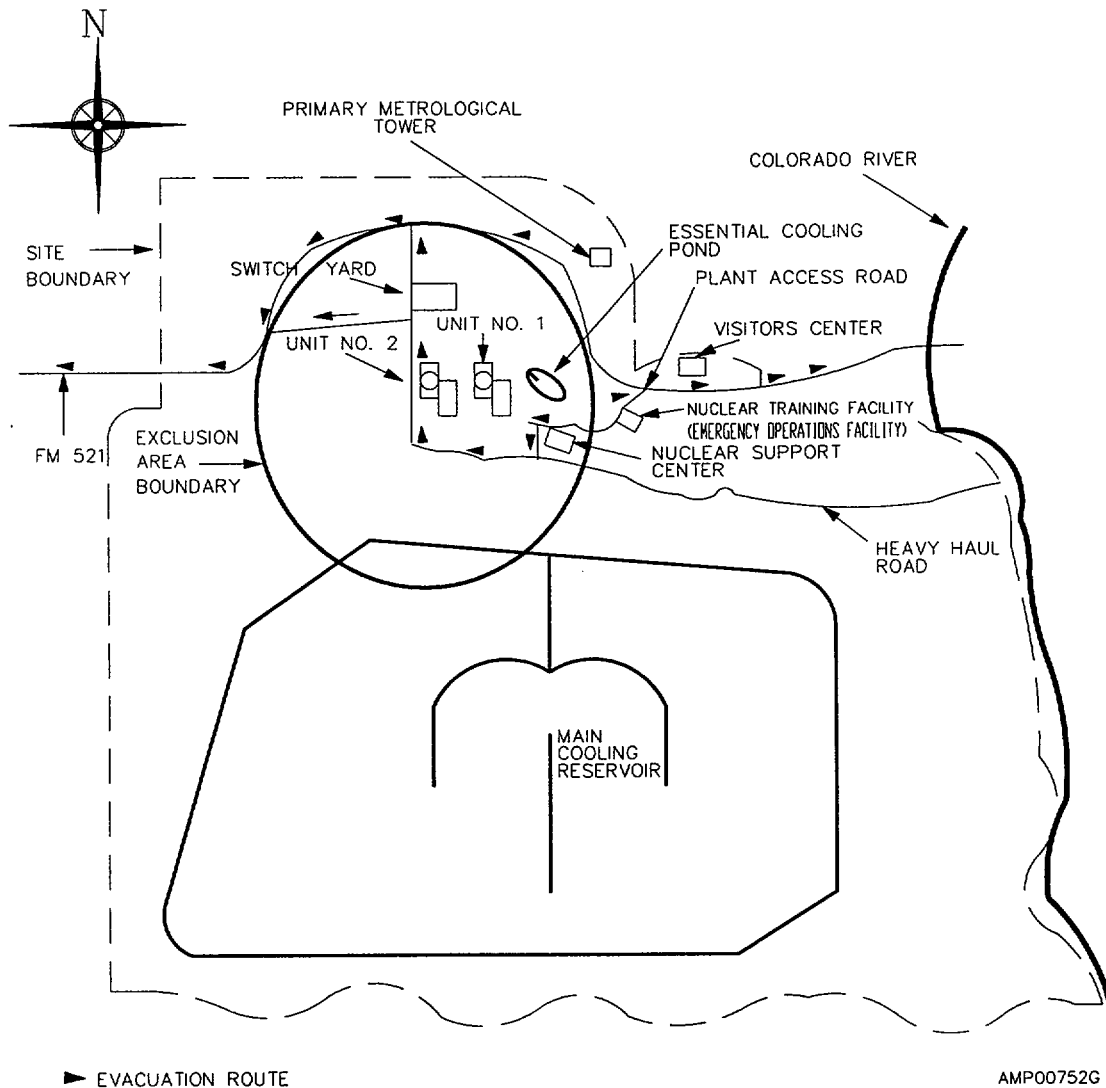 N
PRIMARY METROLOGICAL
TOWER
COLORADO RIVER
SITE
BOUNDARY
ESSENTIAL COOLING
POND
SWITCH YARD
PLANT ACCESS ROAD
UNIT NO. 1
VISITORS CENTER
UNIT NO. 2
NUCLEAR TRAINING FACILITY
(EMERGENCY OPERATIONS FACILITY)
FM 521
EXCLUSION
AREA
BOUNDARY
NUCLEAR SUPPORT
CENTER
HEAVY HAUL
ROAD
MAIN
COOLING
RESERVOIR
EVACUATION ROUTE
AMP00752G